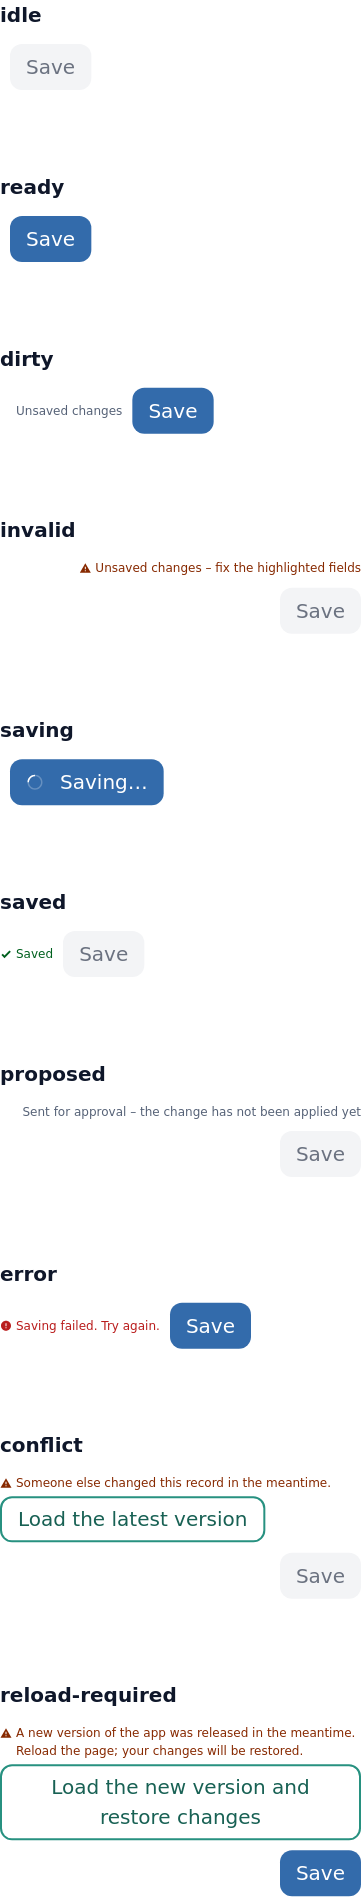 idle
Save
ready
Save
dirty
Unsaved changes
Save
invalid
Unsaved changes – fix the highlighted fields
Save
saving
Saving…
saved
Saved
Save
proposed
Sent for approval – the change has not been applied yet
Save
error
Saving failed. Try again.
Save
conflict
Someone else changed this record in the meantime.
Load the latest version
Save
reload-required
A new version of the app was released in the meantime.
Reload the page; your changes will be restored.
Load the new version and
restore changes
Save